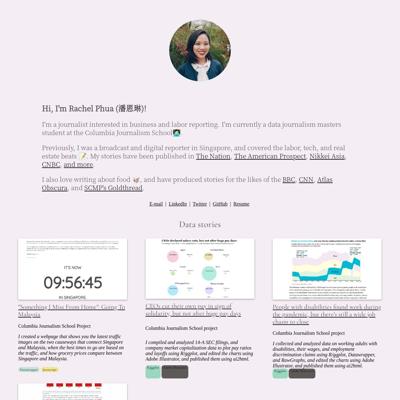 Hi, I'm Rachel Phua (潘恩琳)!
I'm a journalist interested in business and labor reporting. I'm currently a data journalism masters
student at the Columbia Journalism School
Previously, I was a broadcast and digital reporter in Singapore, and covered the labor, tech, and real
estate beats. My stories have been published in The Nation, The American Prospect, Nikkei Asia,
CNBC, and more.
I also love writing about food, and have produced stories for the likes of the BBC, CNN, Atlas
Obscura, and SCMP's Goldthread.
E-mail | LinkedIn | Twitter | GitHub | Resume
Data stories
IT'S NOW
09:56:45
IN SINGAPORE
"Something I Miss From Home": Going To
Malaysia
Columbia Journalism School Project
I created a webpage that shows you the latest traffic
images on the two causeways that connect Singapore
and Malaysia, when the best times to go are based on
the traffic, and how grocery prices compare between
Singapore and Malaysia.
CEOs cut their own pay in sign of
solidarity, but not after huge pay days
Columbia Journalism School project
I compiled and analyzed 14-A SEC filings, and
company market capitalization data to plot pay ratios
and layoffs using Rggplot, and edited the charts using
Adobe Illustrator, and published them using ai2html.
People with disabilities found work during
the pandemic, but there's still a wide job
chasm to close
Columbia Journalism School project
I collected and analyzed data on working adults with
disabilities, their wages, and employment
discrimination claims using Rggplot, Datawrapper,
and RawGraphs, and edited the charts using Adobe
Illustrator, and published them using ai2html.